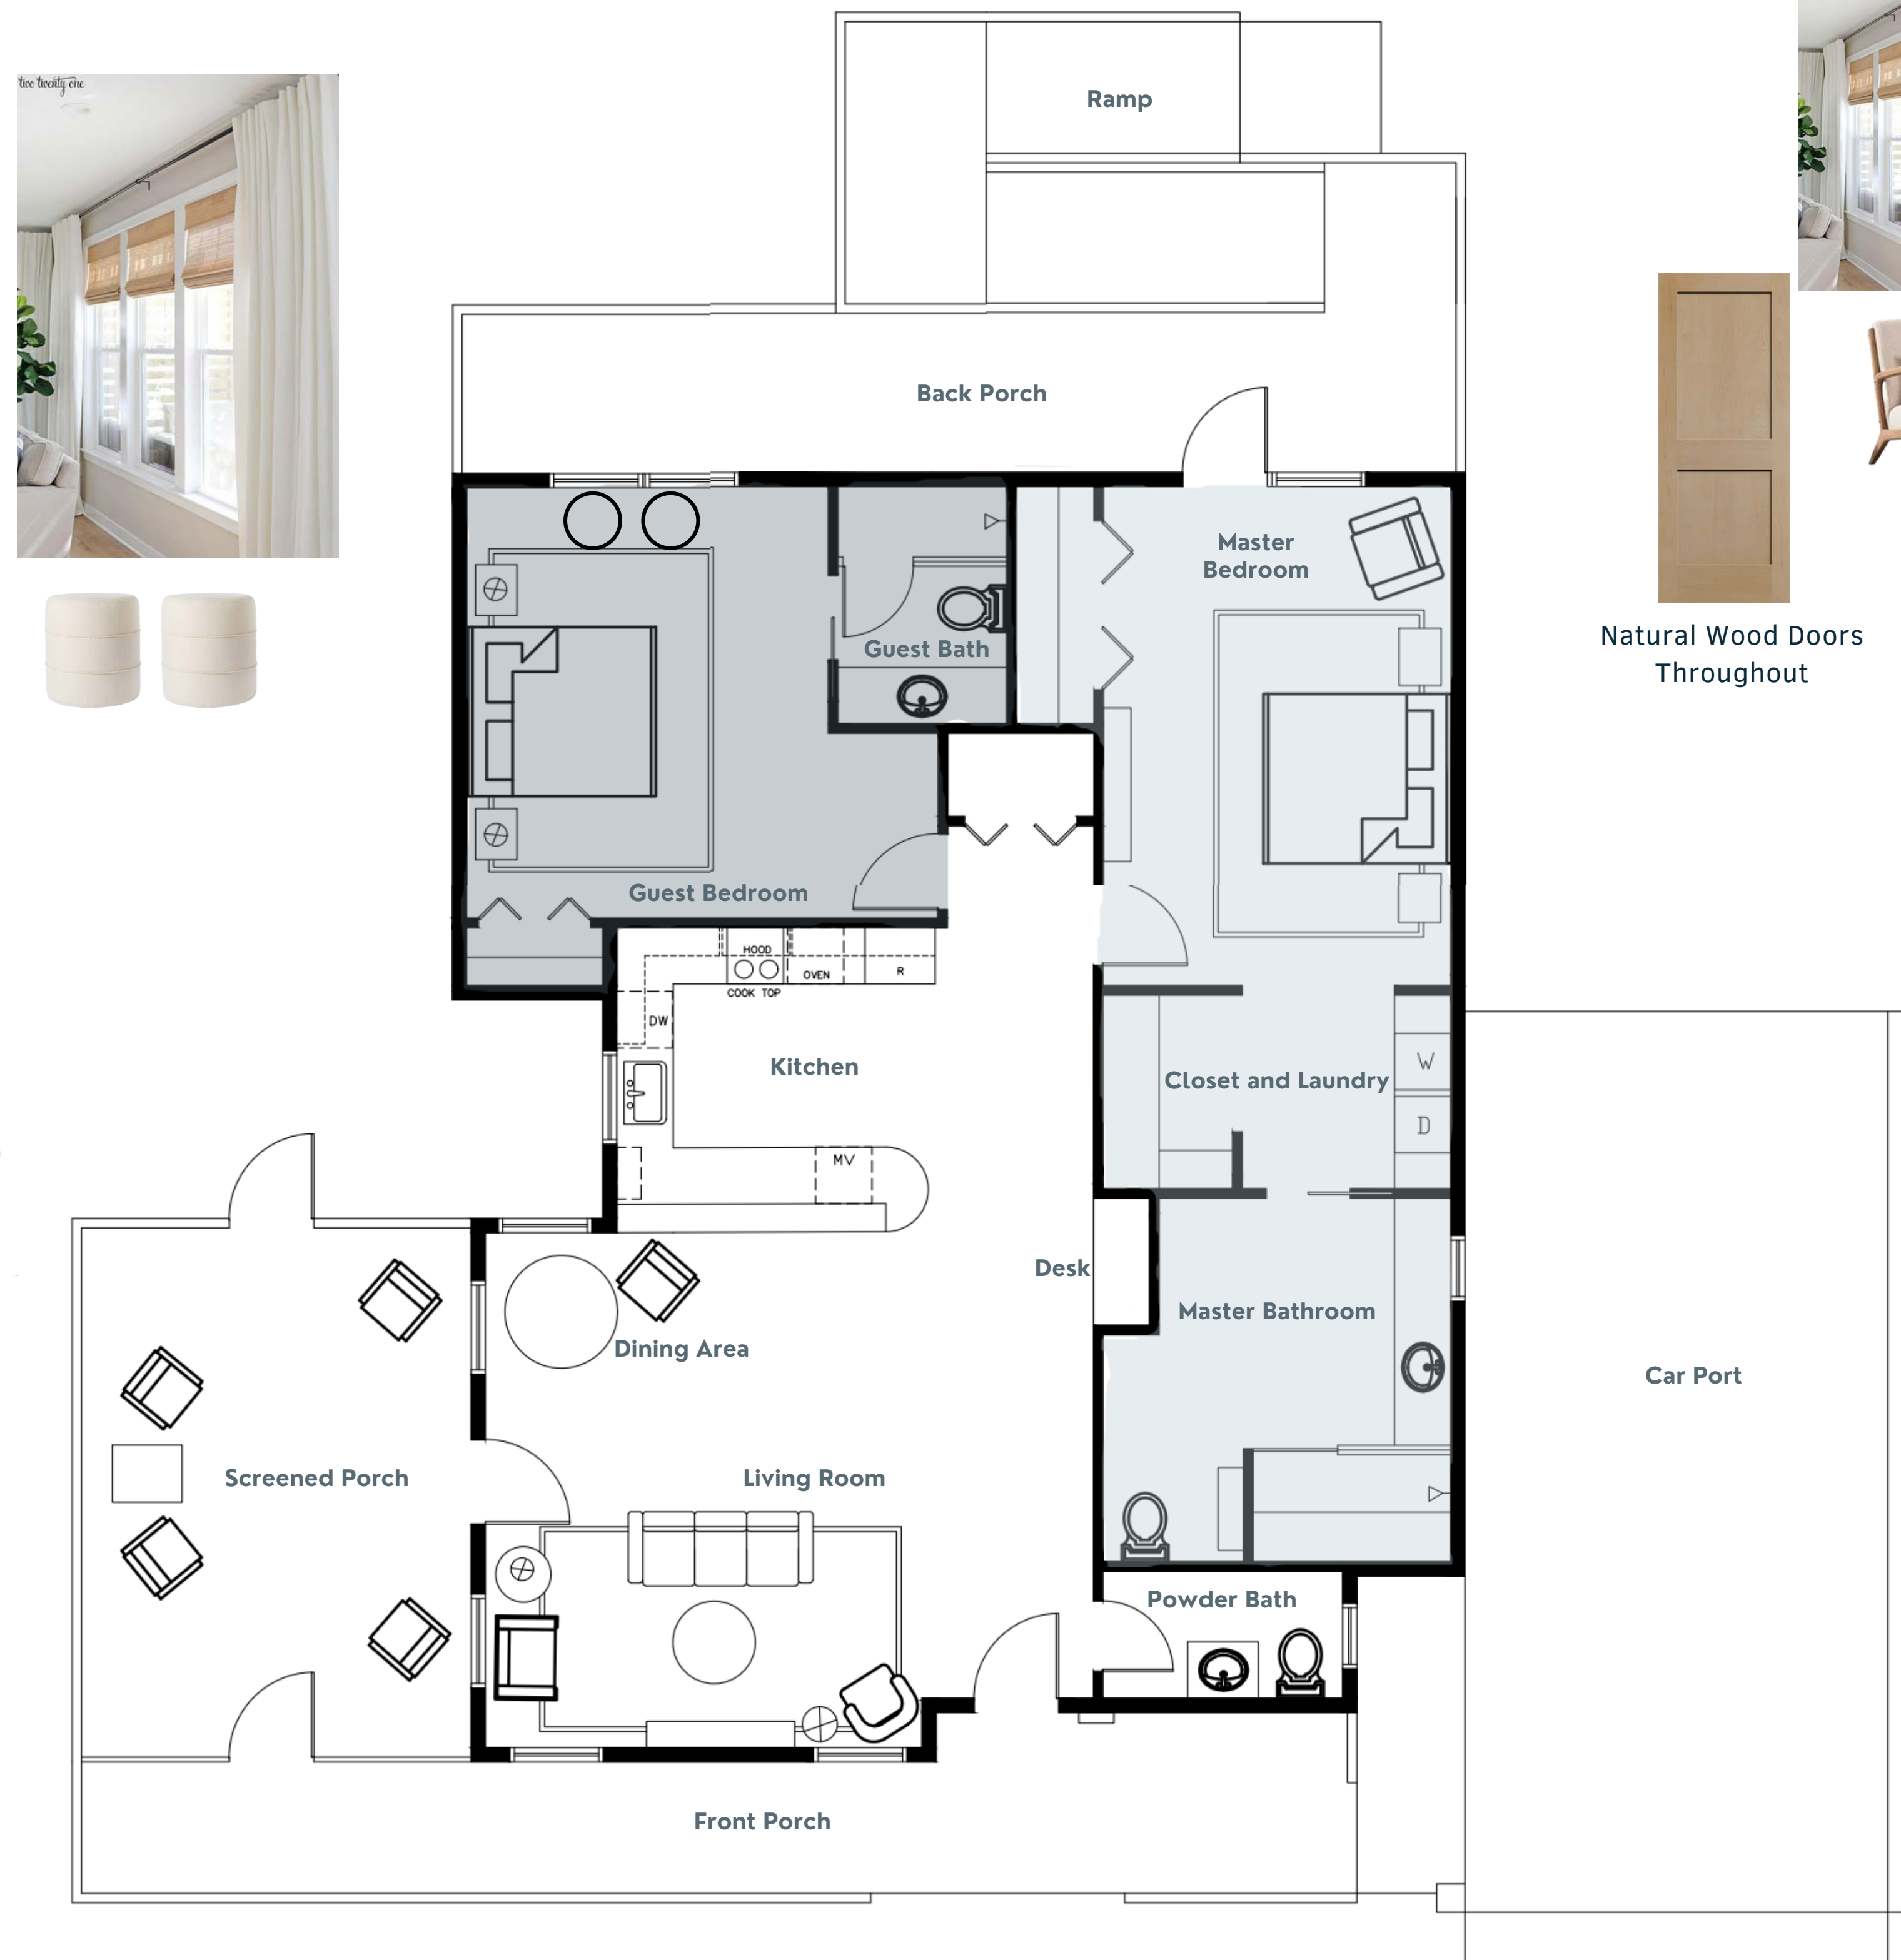 two twenty one
Ramp
Back Porch
Master
Bedroom
Natural Wood Doors
Throughout
Guest Bath
Guest Bedroom
HOOD
OVEN
R
COOK TOP
DW
Kitchen
W
Closet and Laundry
D
MV
Desk
Master Bathroom
Dining Area
Car Port
Screened Porch
Living Room
Powder Bath
Front Porch